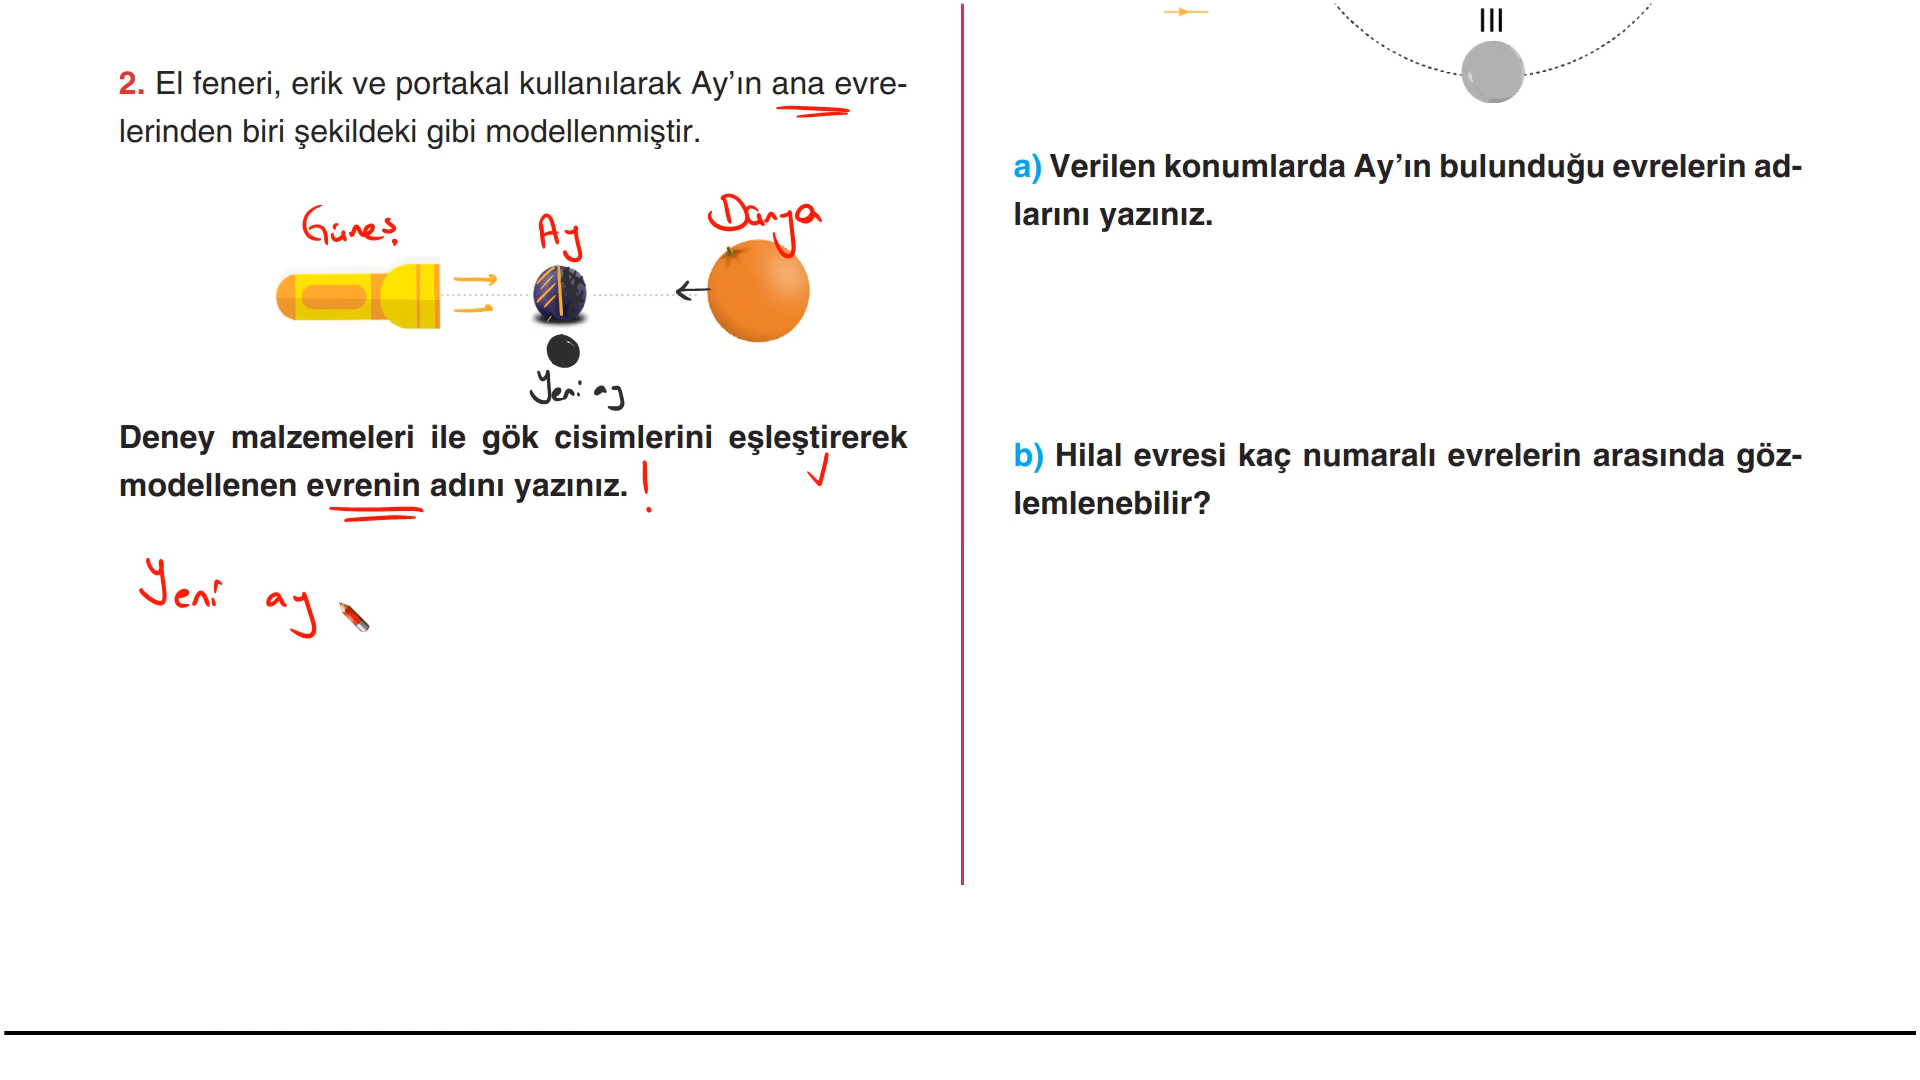 2. El feneri, erik ve portakal kullanılarak Ay’ın ana evre-
lerinden biri şekildeki gibi modellenmiştir.
Güneş
Ay
Dünya
Yeni ay
Deney malzemeleri ile gök cisimlerini eşleştirerek
modellenen evrenin adını yazınız. !
Yeni ay
III
a) Verilen konumlarda Ay’ın bulunduğu evrelerin ad-
larını yazınız.
b) Hilal evresi kaç numaralı evrelerin arasında göz-
lemlenebilir?